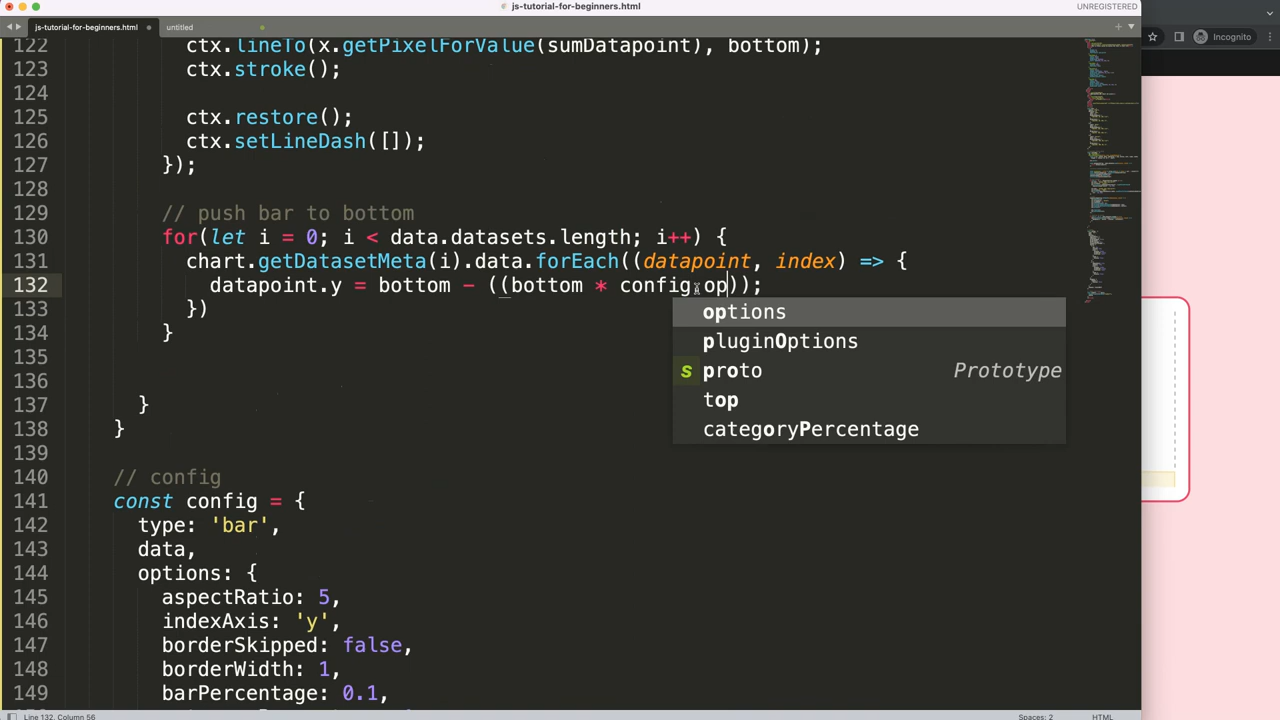 js-tutorial-for-beginners.html
UNREGISTERED
js-tutorial-for-beginners.html
untitled
Incognito
122 ctx.lineTo(x.getPixelForValue(sumDatapoint), bottom);
123 ctx.stroke();
124
125 ctx.restore();
126 ctx.setLineDash([]);
127 });
128
129 // push bar to bottom
130 for(let i = 0; i < data.datasets.length; i++) {
131 chart.getDatasetMeta(i).data.forEach((datapoint, index) => {
132 datapoint.y = bottom - ((bottom * config.op));
options
133 })
134 }
pluginOptions
135
s proto Prototype
136
top
137 }
categoryPercentage
138 }
139
140 // config
141 const config = {
142 type: 'bar',
143 data,
144 options: {
145 aspectRatio: 5,
146 indexAxis: 'y',
147 borderSkipped: false,
148 borderWidth: 1,
149 barPercentage: 0.1,
Line 132, Column 56
Spaces: 2
HTML